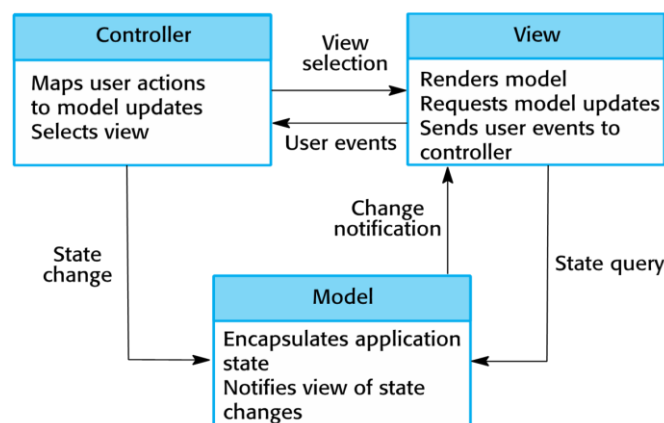 Controller
Maps user actions
to model updates
Selects view
View
selection
User events
View
Renders model
Requests model updates
Sends user events to
controller
State
change
Change
notification
State query
Model
Encapsulates application
state
Notifies view of state
changes